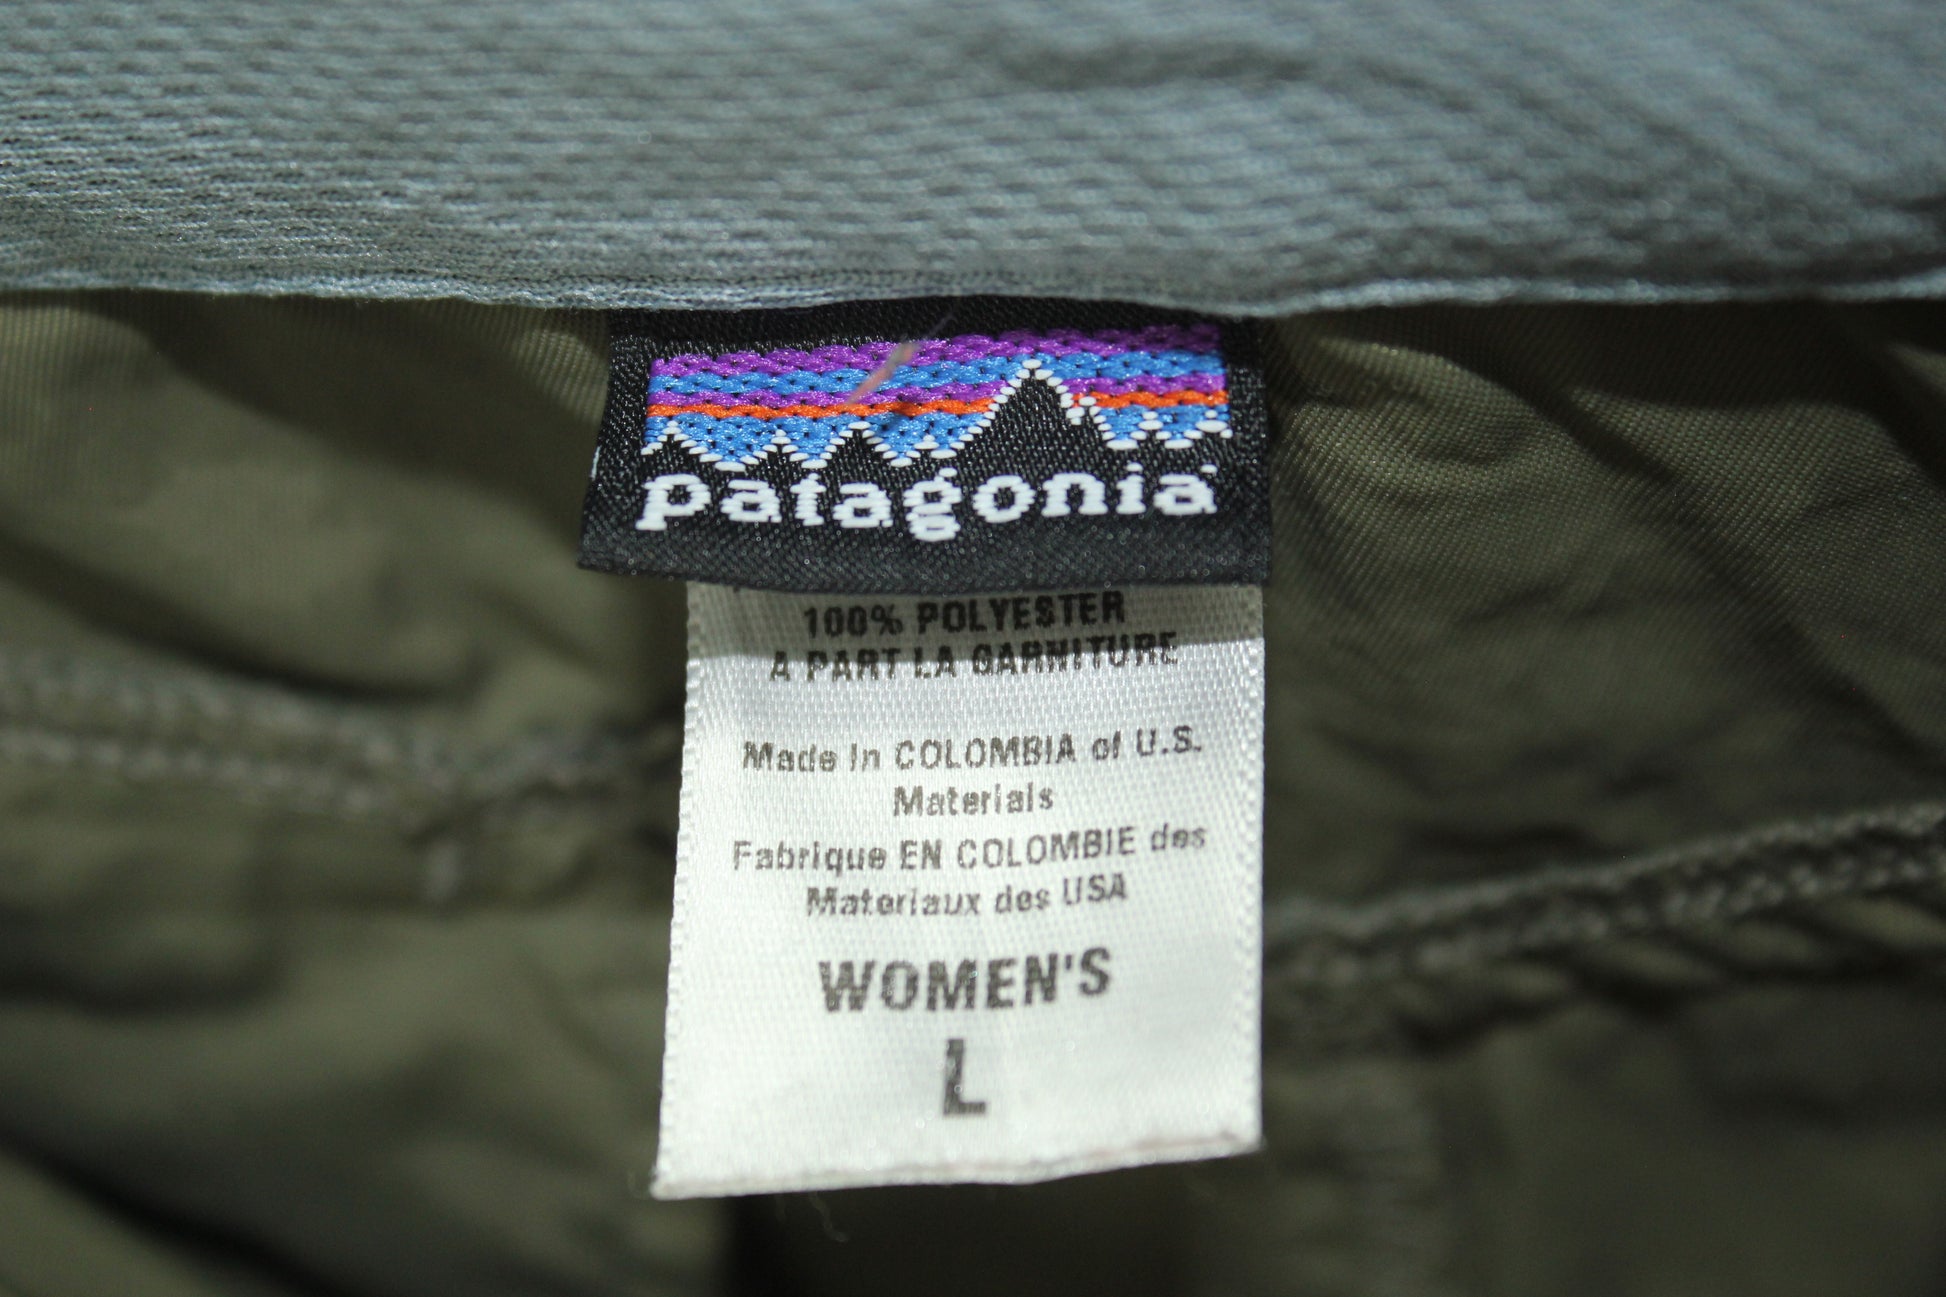 patagonia
100% POLYESTER
A PART LA GARNITURE
Made in COLOMBIA of U.S.
Materials
Fabrique EN COLOMBIE des
Materiaux des USA
WOMEN'S
L